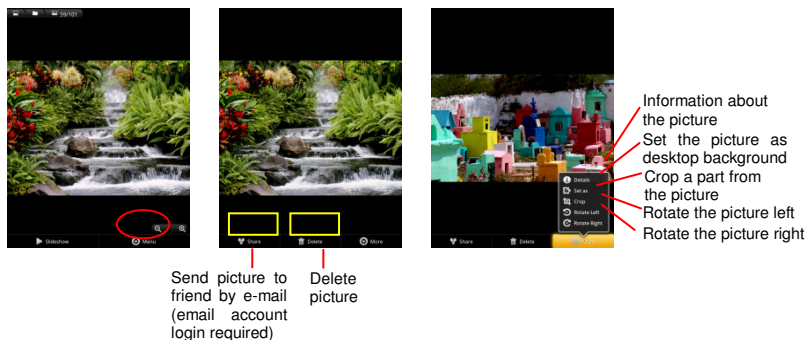 59/101
Slideshow
Menu
Share
Delete
More
Send picture to
friend by e-mail
(email account
login required)
Delete
picture
Details
Set as
Crop
Rotate Left
Rotate Right
Share
Delete
Information about
the picture
Set the picture as
desktop background
Crop a part from
the picture
Rotate the picture left
Rotate the picture right